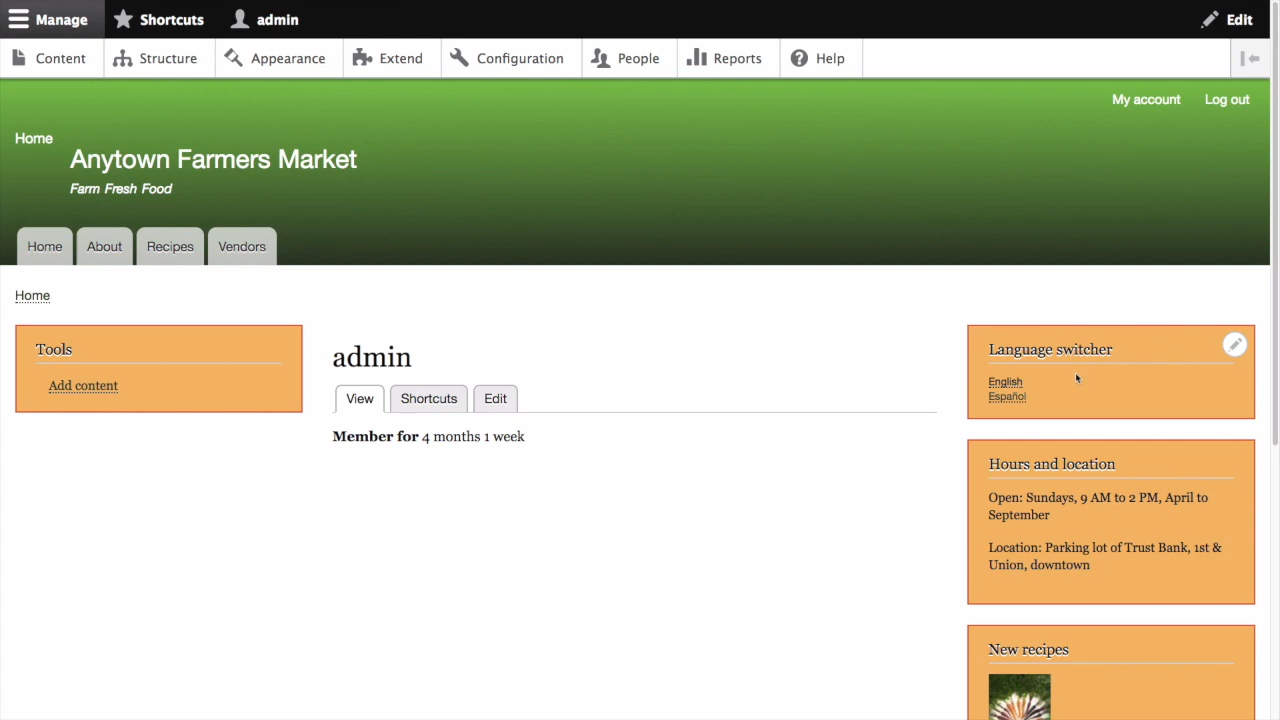 Manage
Shortcuts
admin
Edit
Content
Structure
Appearance
Extend
Configuration
People
Reports
Help
My account
Log out
Home
Anytown Farmers Market
Farm Fresh Food
Home
About
Recipes
Vendors
Home
Tools
Add content
admin
View
Shortcuts
Edit
Member for 4 months 1 week
Language switcher
English
Español
Hours and location
Open: Sundays, 9 AM to 2 PM, April to
September
Location: Parking lot of Trust Bank, 1st &
Union, downtown
New recipes